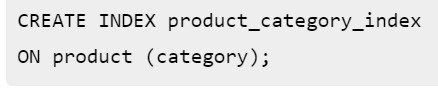 CREATE INDEX product_category_index
ON product (category);